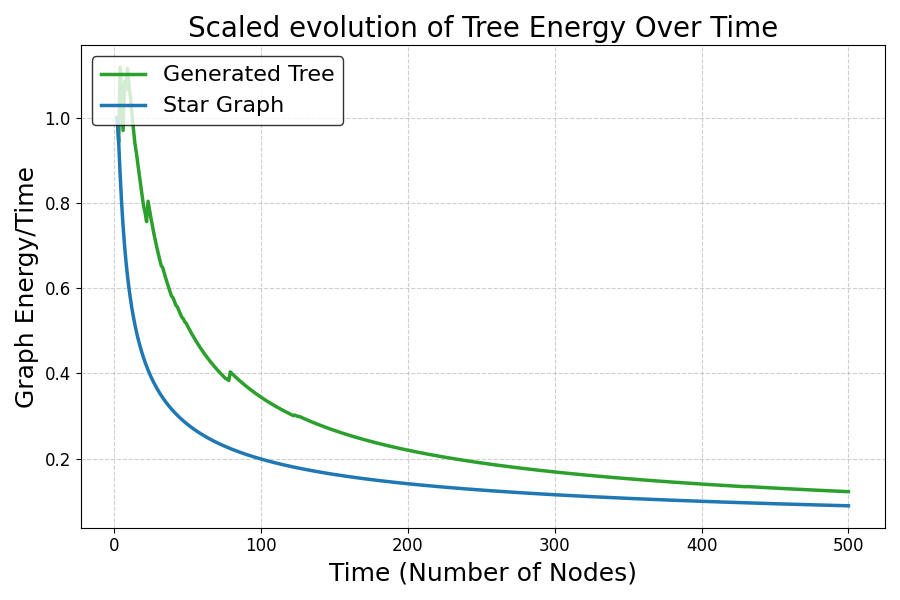 Scaled evolution of Tree Energy Over Time
Generated Tree
Star Graph
Graph Energy/Time
1.0
0.8
0.6
0.4
0.2
0 100 200 300 400 500
Time (Number of Nodes)